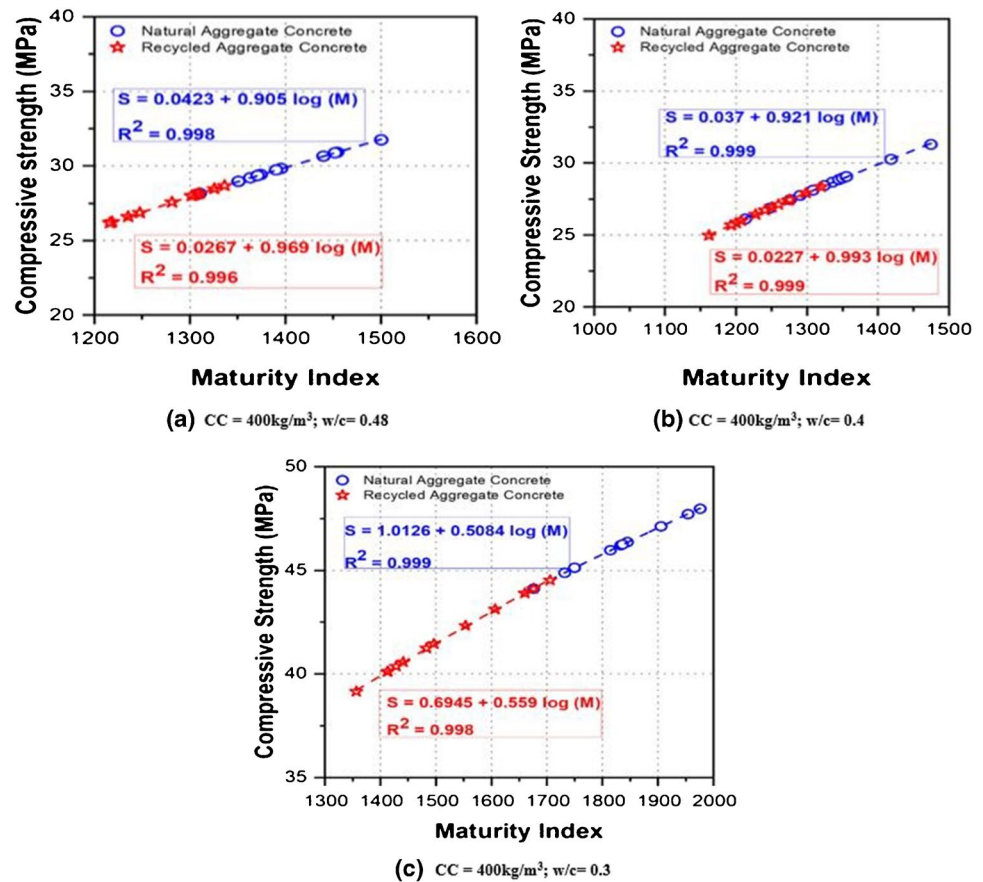 Compressive strength (MPa)
40
35
30
25
20
Natural Aggregate Concrete
Recycled Aggregate Concrete
S = 0.0423 + 0.905 log (M)
R² = 0.998
S = 0.0267 + 0.969 log (M)
R² = 0.996
1200 1300 1400 1500 1600
Maturity Index
(a) CC = 400kg/m³; w/c= 0.48
Compressive Strength (MPa)
40
35
30
25
20
Natural Aggregate Concrete
Recycled Aggregate Concrete
S = 0.037 + 0.921 log (M)
R² = 0.999
S = 0.0227 + 0.993 log (M)
R² = 0.999
1000 1100 1200 1300 1400 1500
Maturity Index
(b) CC = 400kg/m³; w/c= 0.4
Compressive Strength (MPa)
50
45
40
35
Natural Aggregate Concrete
Recycled Aggregate Concrete
S = 1.0126 + 0.5084 log (M)
R² = 0.999
S = 0.6945 + 0.559 log (M)
R² = 0.998
1300 1400 1500 1600 1700 1800 1900 2000
Maturity Index
(c) CC = 400kg/m³; w/c= 0.3